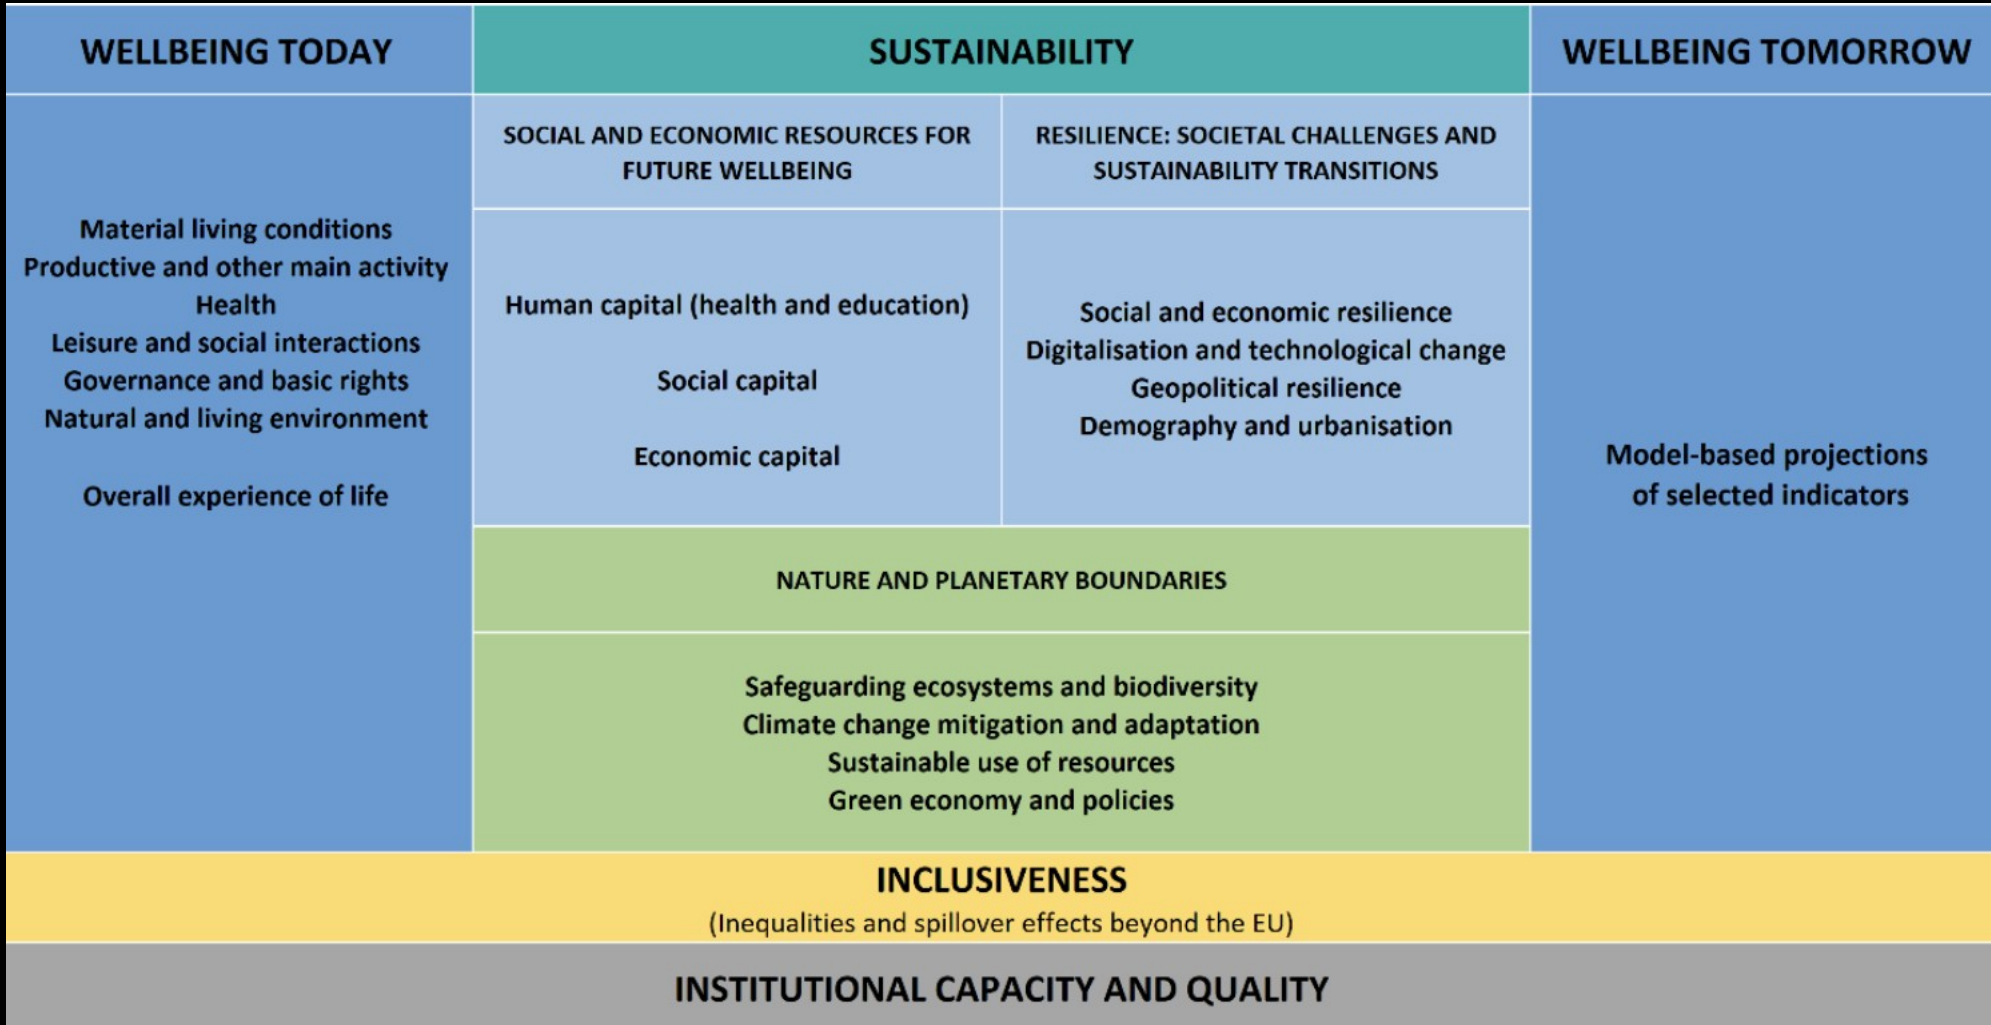 WELLBEING TODAY
SUSTAINABILITY
WELLBEING TOMORROW
Material living conditions
Productive and other main activity
Health
Leisure and social interactions
Governance and basic rights
Natural and living environment
Overall experience of life
SOCIAL AND ECONOMIC RESOURCES FOR
FUTURE WELLBEING
Human capital (health and education)
Social capital
Economic capital
RESILIENCE: SOCIETAL CHALLENGES AND
SUSTAINABILITY TRANSITIONS
Social and economic resilience
Digitalisation and technological change
Geopolitical resilience
Demography and urbanisation
NATURE AND PLANETARY BOUNDARIES
Safeguarding ecosystems and biodiversity
Climate change mitigation and adaptation
Sustainable use of resources
Green economy and policies
Model-based projections
of selected indicators
INCLUSIVENESS
(Inequalities and spillover effects beyond the EU)
INSTITUTIONAL CAPACITY AND QUALITY